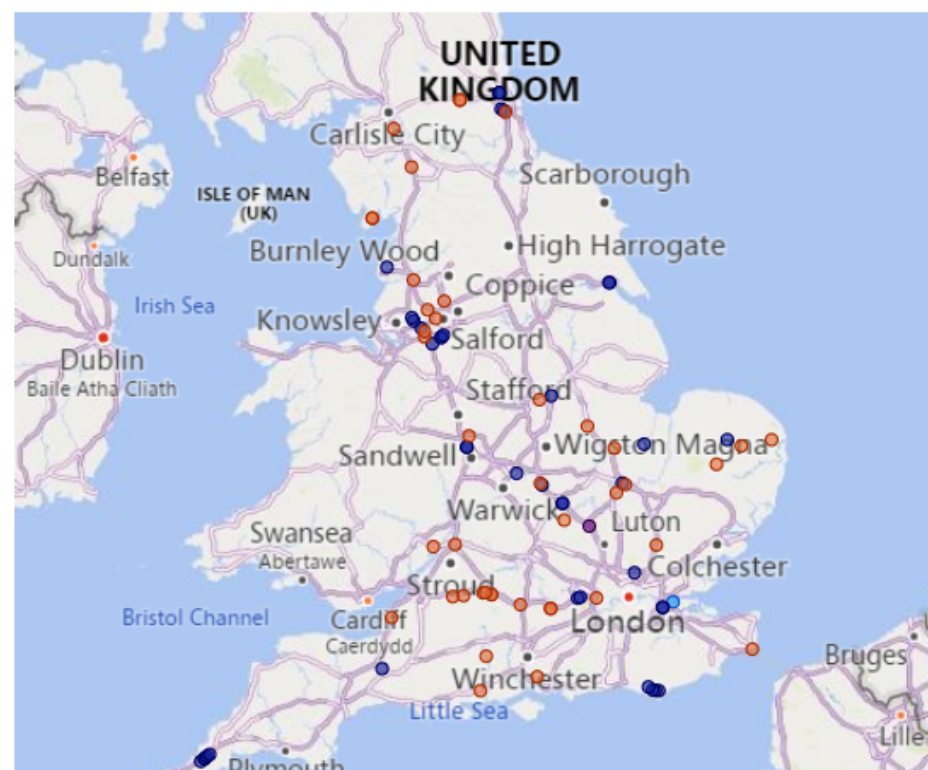 UNITED
KINGDOM
Carlisle City
Belfast
Scarborough
ISLE OF MAN
(UK)
Burnley Wood
High Harrogate
Dundalk
Coppice
Irish Sea
Knowsley
Salford
Dublin
Baile Atha Cliath
Stafford
Sandwell
Wigston Magna
Warwick
Luton
Swansea
Abertawe
Colchester
Stroud
Bristol Channel
Cardiff
Caerdydd
London
Bruges
Winchester
Little Sea
Lille
Plymouth